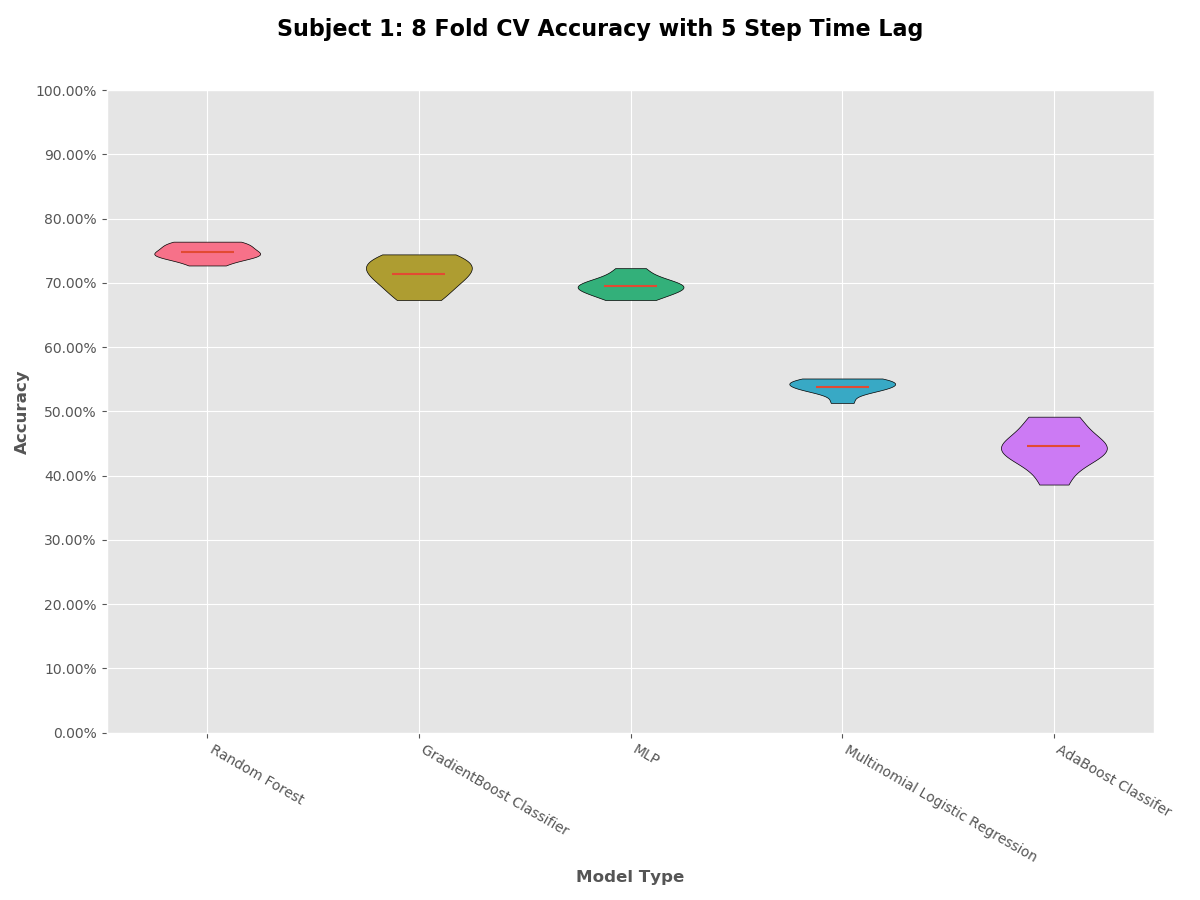 Subject 1: 8 Fold CV Accuracy with 5 Step Time Lag
100.00%
90.00%
80.00%
70.00%
60.00%
50.00%
40.00%
30.00%
20.00%
10.00%
0.00%
Accuracy
Random Forest
GradientBoost Classifier
MLP
Multinomial Logistic Regression
AdaBoost Classifer
Model Type